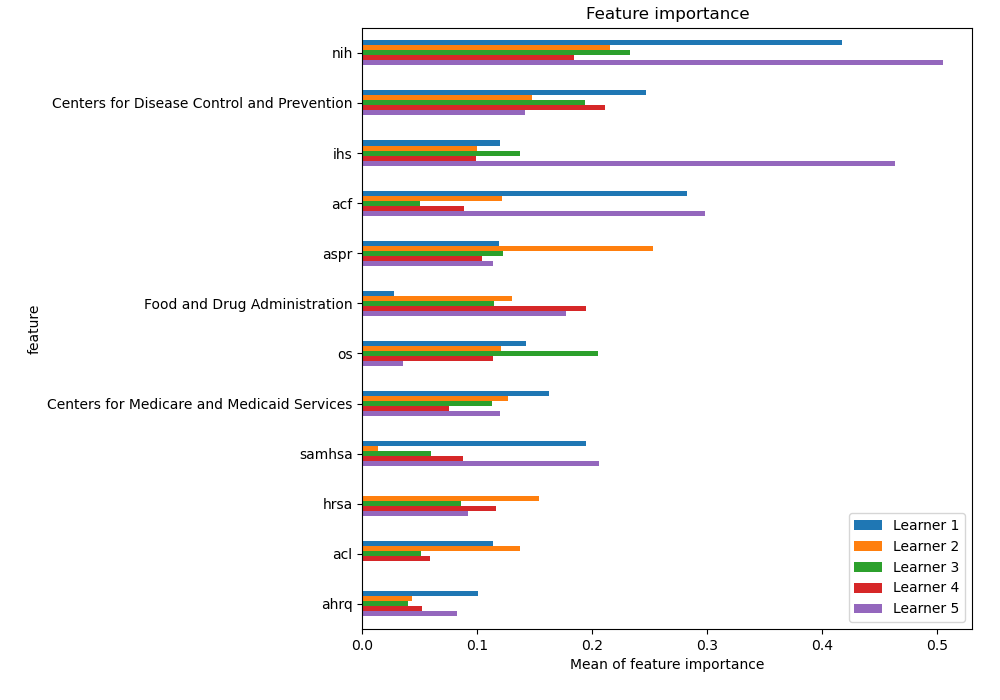 Feature importance
nih
Centers for Disease Control and Prevention
ihs
acf
aspr
Food and Drug Administration
os
Centers for Medicare and Medicaid Services
samhsa
hrsa
acl
ahrq
feature
Learner 1
Learner 2
Learner 3
Learner 4
Learner 5
0.0 0.1 0.2 0.3 0.4 0.5
Mean of feature importance